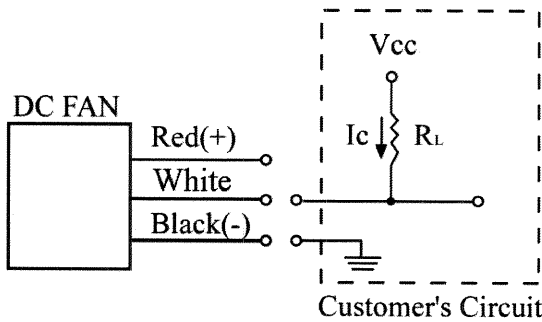 Vcc
DC FAN
Ic
RL
Red(+)
White
Black(-)
Customer's Circuit